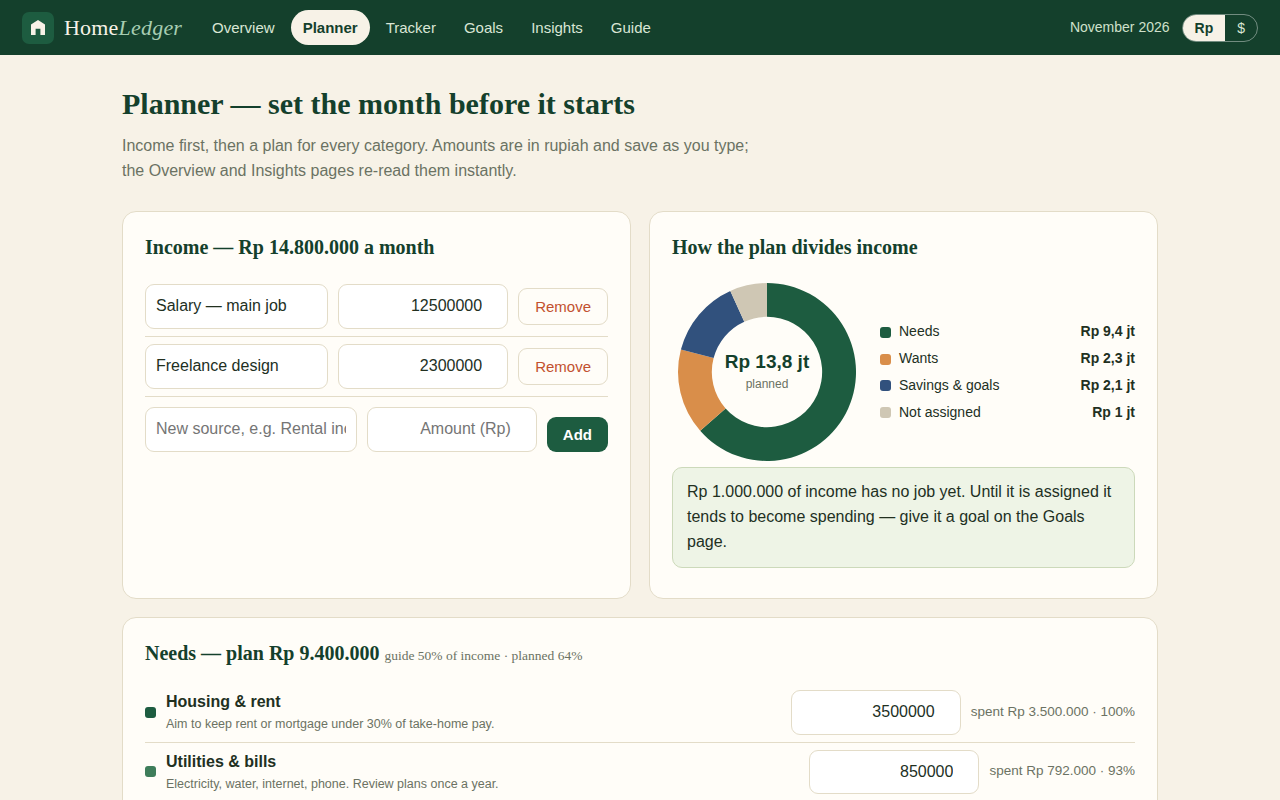 HomeLedger Overview Planner Tracker Goals Insights Guide November 2026 Rp $
Planner — set the month before it starts
Income first, then a plan for every category. Amounts are in rupiah and save as you type;
the Overview and Insights pages re-read them instantly.
Income — Rp 14.800.000 a month
Salary — main job 12500000 Remove
Freelance design 2300000 Remove
New source, e.g. Rental Amount (Rp) Add
How the plan divides income
Rp 13,8 jt
planned
Needs Rp 9,4 jt
Wants Rp 2,3 jt
Savings & goals Rp 2,1 jt
Not assigned Rp 1 jt
Rp 1.000.000 of income has no job yet. Until it is assigned it
tends to become spending — give it a goal on the Goals
page.
Needs — plan Rp 9.400.000 guide 50% of income · planned 64%
Housing & rent
Aim to keep rent or mortgage under 30% of take-home pay.
3500000 spent Rp 3.500.000 · 100%
Utilities & bills
Electricity, water, internet, phone. Review plans once a year.
850000 spent Rp 792.000 · 93%